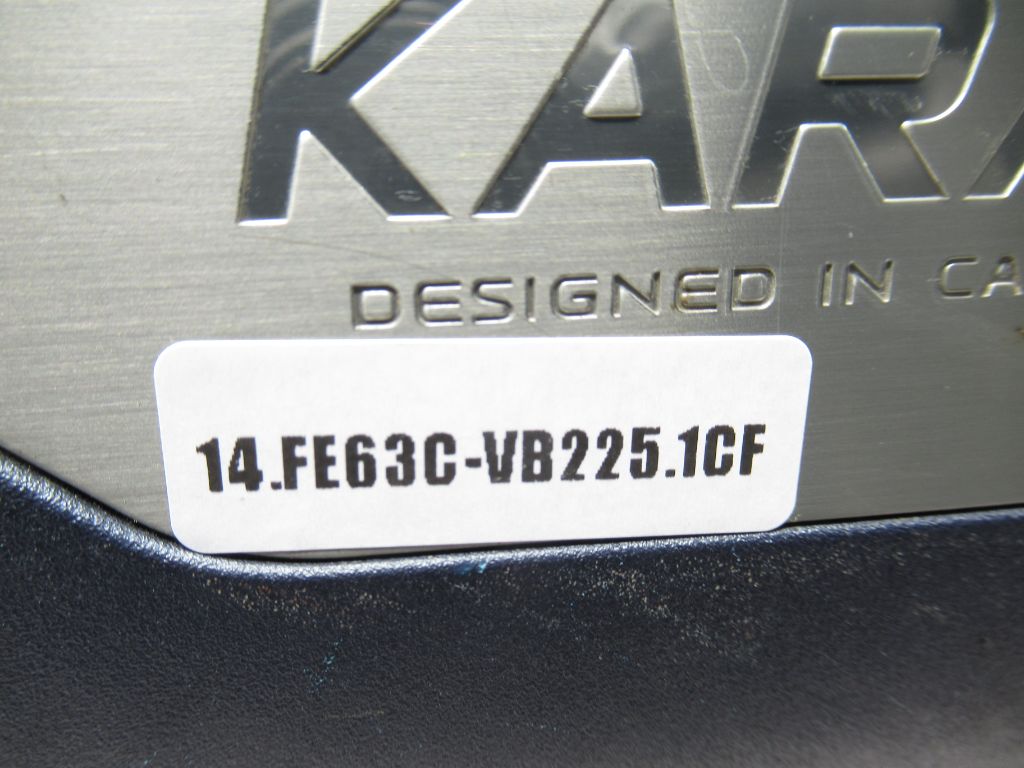 KAR
DESIGNED IN CA
14.FE63C-VB225.1CF